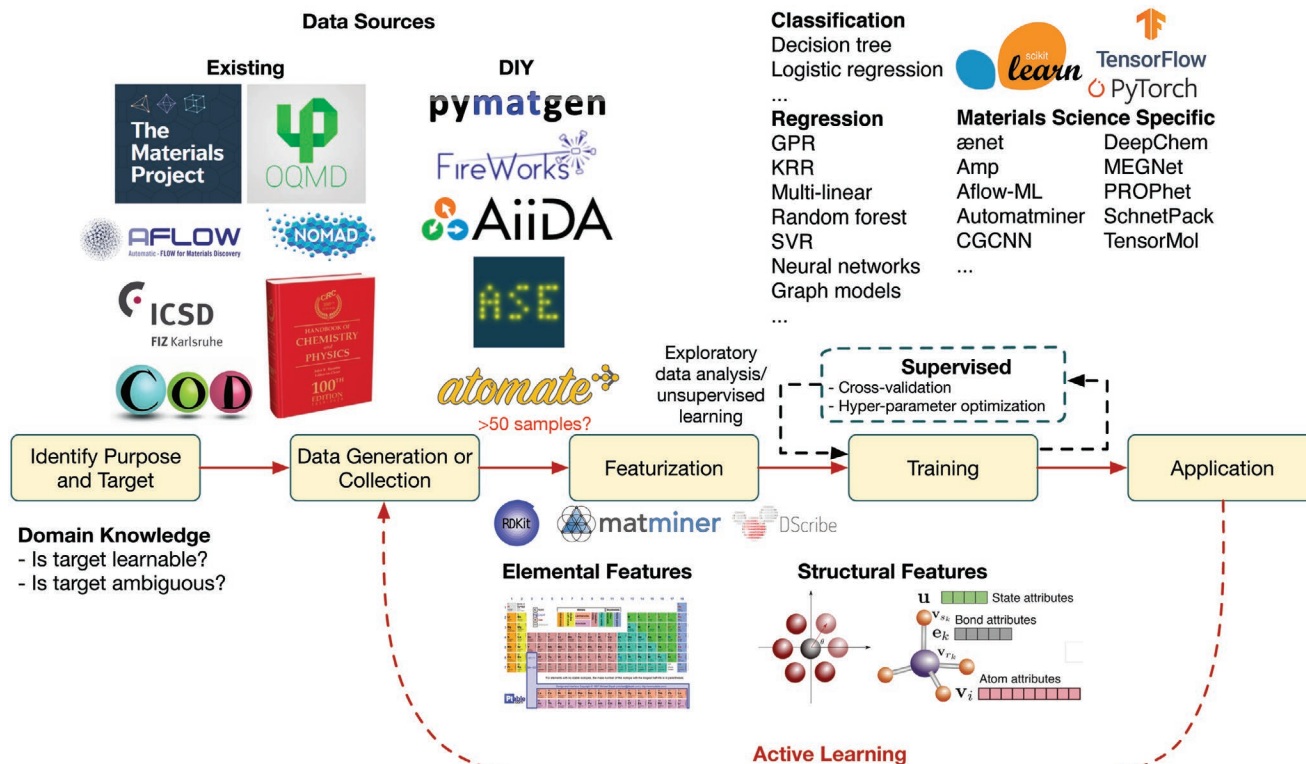 Data Sources
Existing
DIY
The
Materials
Project
OQMD
AFLOW
Automatic - FLOW for Materials Discovery
NOMAD
ICSD
FIZ Karlsruhe
CRC
HANDBOOK OF
CHEMISTRY
and
PHYSICS
100TH
EDITION
COD
pymatgen
FireWorks
AiiDA
ASE
atomate
>50 samples?
Classification
Decision tree
Logistic regression
...
Regression
GPR
KRR
Multi-linear
Random forest
SVR
Neural networks
Graph models
...
scikit
learn
TensorFlow
PyTorch
Materials Science Specific
ænet
Amp
Aflow-ML
Automatminer
CGCNN
...
DeepChem
MEGNet
PROPhet
SchnetPack
TensorMol
Exploratory
data analysis/
unsupervised
learning
Supervised
- Cross-validation
- Hyper-parameter optimization
Identify Purpose
and Target
Data Generation or
Collection
Featurization
Training
Application
Domain Knowledge
- Is target learnable?
- Is target ambiguous?
RDKit
matminer
DScribe
Elemental Features
Structural Features
θ
u State attributes
v_{s_k} Bond attributes
e_k
v_{r_k}
Atom attributes
v_i
Active Learning